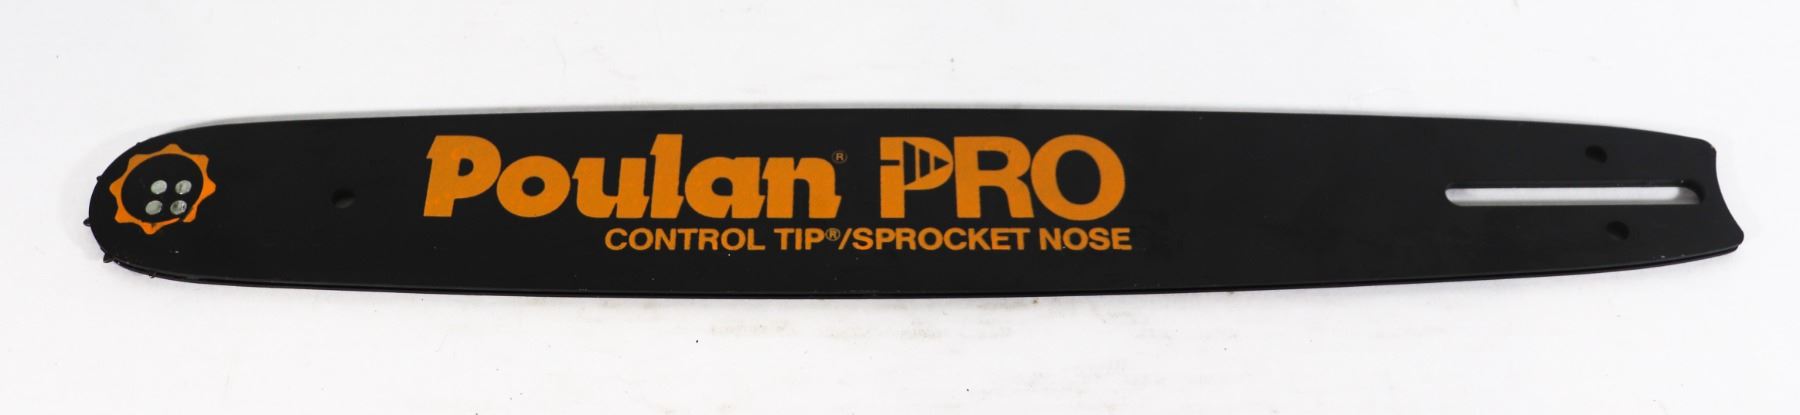 Poulan® PRO
CONTROL TIP®/SPROCKET NOSE